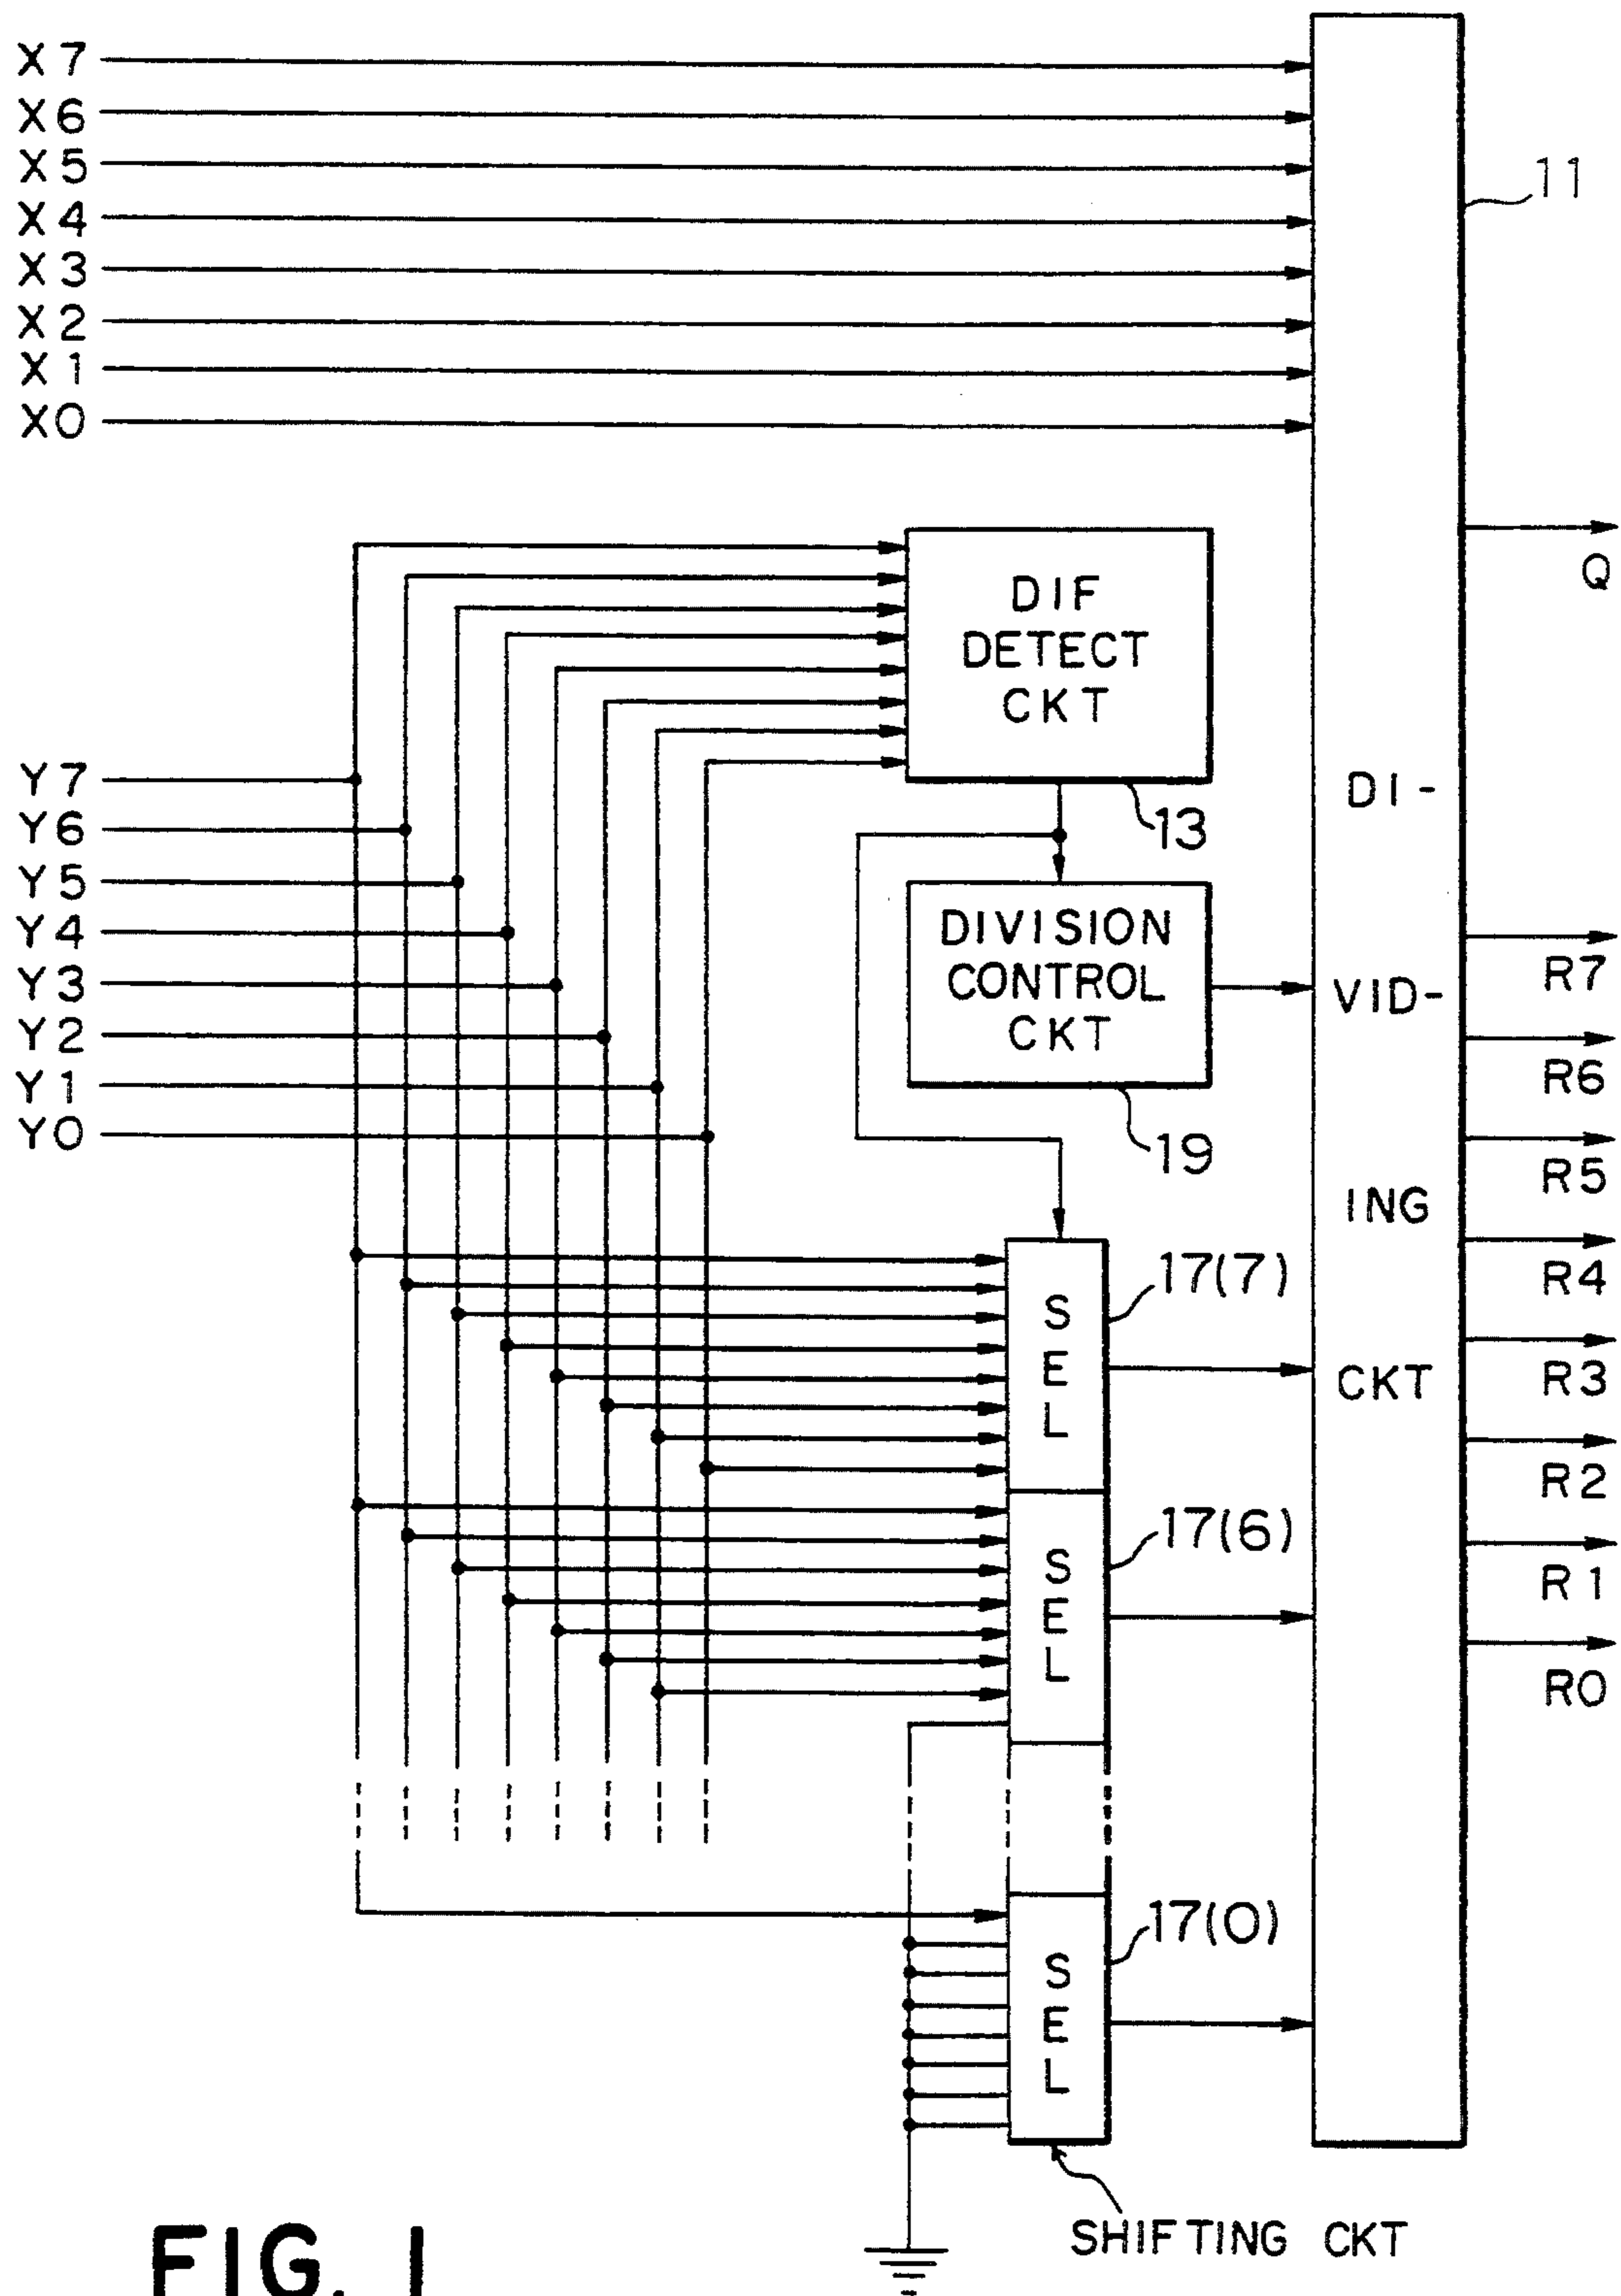 X7
X6
X5
X4
X3
X2
X1
X0
11
Q
DIF
DETECT
CKT
13
Y7
Y6
Y5
Y4
Y3
Y2
Y1
Y0
DIVISION
CONTROL
CKT
19
DI-
VID-
ING
CKT
R7
R6
R5
R4
R3
R2
R1
R0
SEL
17(7)
SEL
17(6)
SEL
17(0)
SHIFTING CKT
FIG. 1